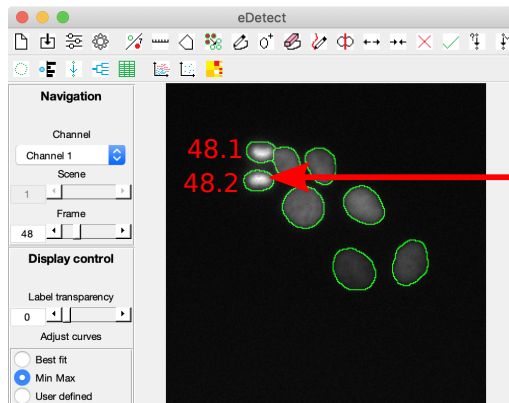 eDetect
Navigation
Channel
Channel 1
Scene
1
Frame
48
Display control
Label transparency
0
Adjust curves
Best fit
Min Max
User defined
48.1
48.2